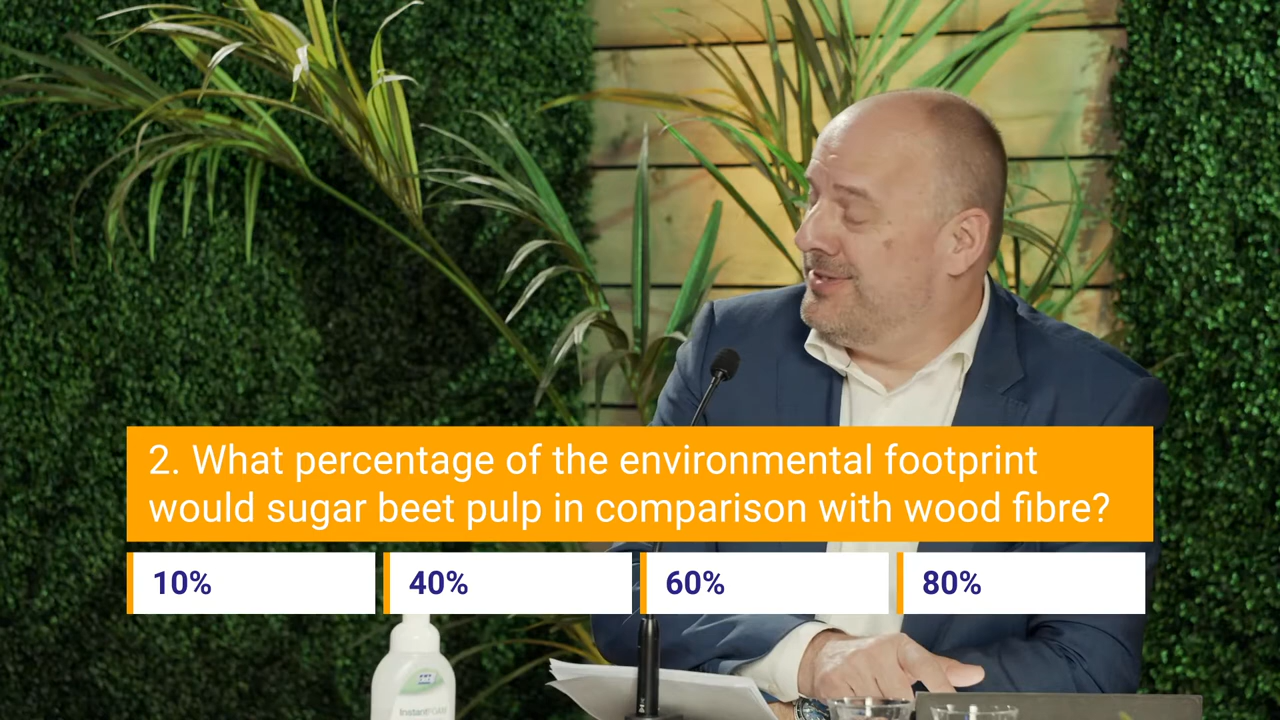 2. What percentage of the environmental footprint
would sugar beet pulp in comparison with wood fibre?
10%
40%
60%
80%
InstantFOAM